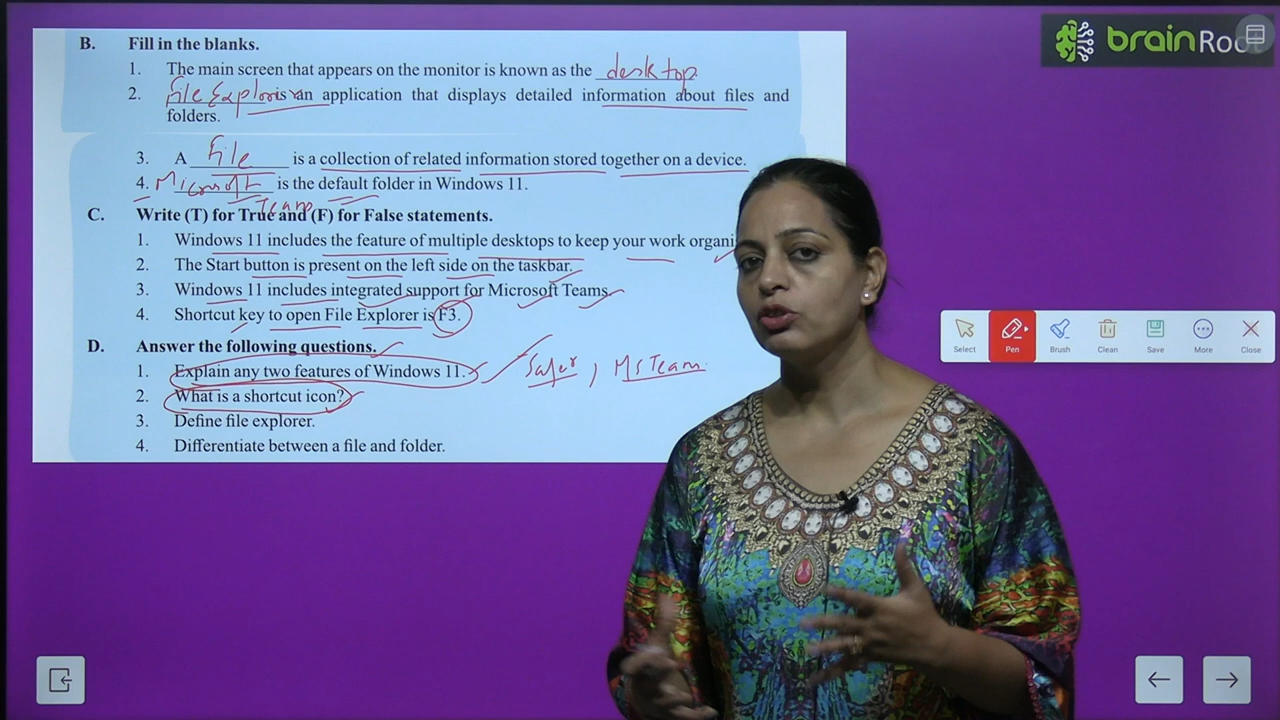 brainRoo
B. Fill in the blanks.
1. The main screen that appears on the monitor is known as the desktop.
2. File Explorer is an application that displays detailed information about files and
folders.
3. A File is a collection of related information stored together on a device.
4. Microsoft Team is the default folder in Windows 11.
C. Write (T) for True and (F) for False statements.
1. Windows 11 includes the feature of multiple desktops to keep your work organi
2. The Start button is present on the left side on the taskbar.
3. Windows 11 includes integrated support for Microsoft Teams.
4. Shortcut key to open File Explorer is F3.
D. Answer the following questions.
1. Explain any two features of Windows 11. Safer, Ms Team
2. What is a shortcut icon?
3. Define file explorer.
4. Differentiate between a file and folder.
Select Pen Brush Clean Save More Close